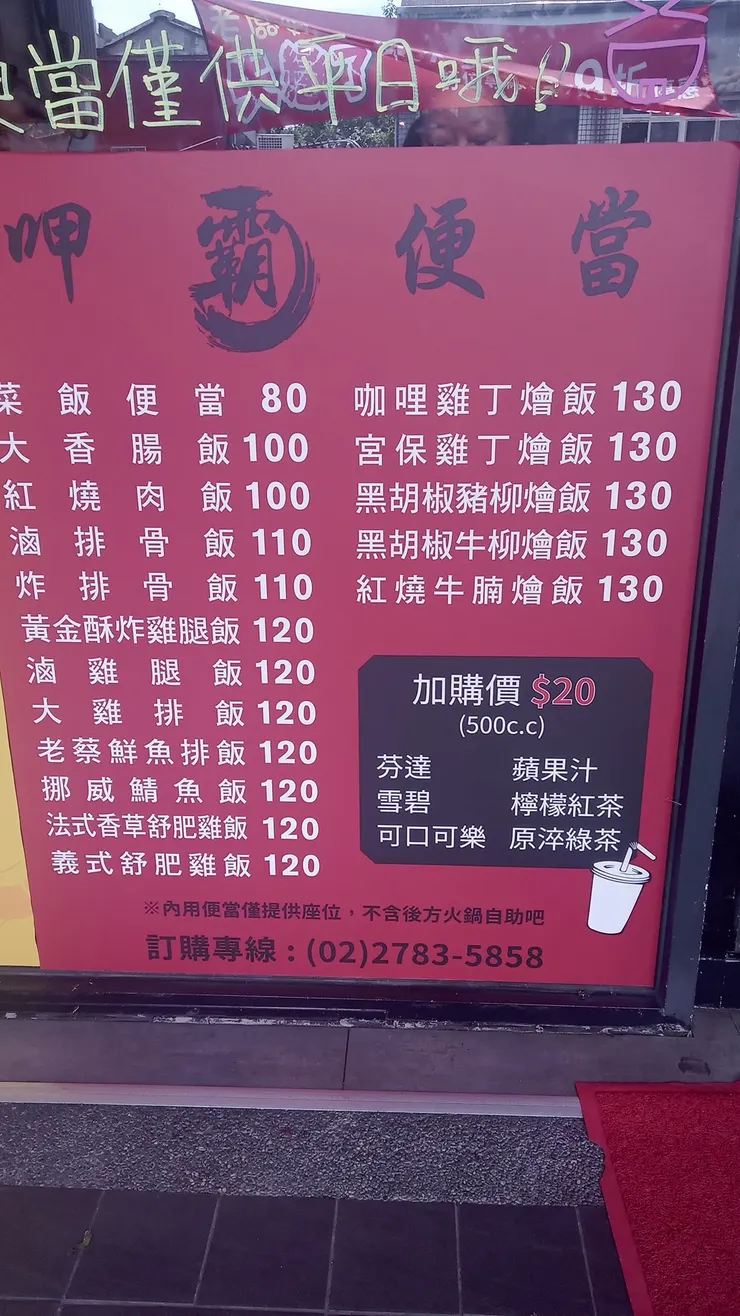 當僅供平日哦!!
呷霸便當
菜飯便當 80
大香腸飯 100
紅燒肉飯 100
滷排骨飯 110
炸排骨飯 110
黃金酥炸雞腿飯 120
滷雞腿飯 120
大雞排飯 120
老蔡鮮魚排飯 120
挪威鯖魚飯 120
法式香草舒肥雞飯 120
義式舒肥雞飯 120
咖哩雞丁燴飯 130
宮保雞丁燴飯 130
黑胡椒豬柳燴飯 130
黑胡椒牛柳燴飯 130
紅燒牛腩燴飯 130
加購價 $20
(500c.c)
芬達 蘋果汁
雪碧 檸檬紅茶
可口可樂 原淬綠茶
※內用便當僅提供座位，不含後方火鍋自助吧
訂購專線：(02)2783-5858